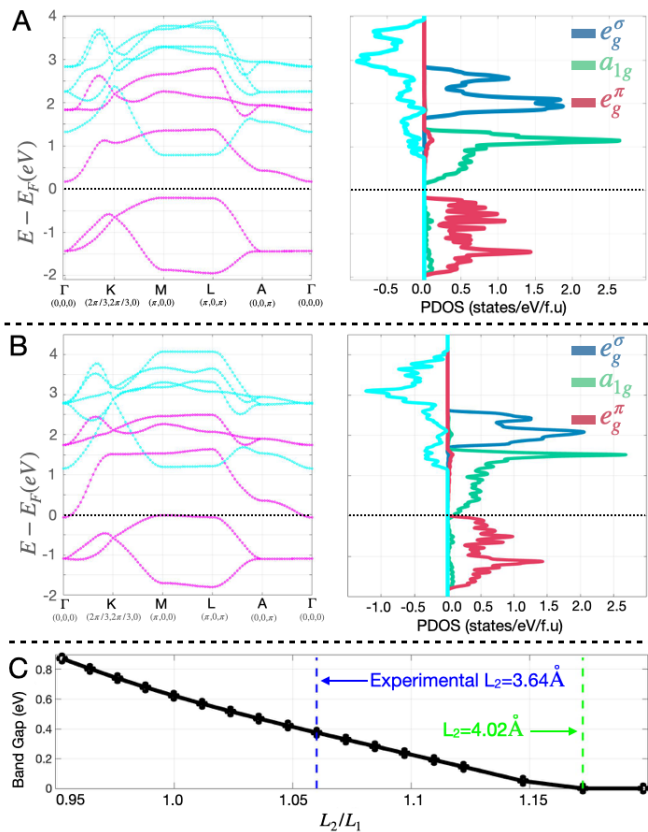 A
4
3
2
1
0
-1
-2
E − E_F(eV)
Γ K M L A Γ
(0,0,0) (2π/3,2π/3,0) (π,0,0) (π,0,π) (0,0,π) (0,0,0)
e_g^σ
a_{1g}
e_g^π
-0.5 0.0 0.5 1.0 1.5 2.0 2.5
PDOS (states/eV/f.u)
B
4
3
2
1
0
-1
-2
E − E_F(eV)
Γ K M L A Γ
(0,0,0) (2π/3,2π/3,0) (π,0,0) (π,0,π) (0,0,π) (0,0,0)
e_g^σ
a_{1g}
e_g^π
-1.0 -0.5 0.0 0.5 1.0 1.5 2.0 2.5
PDOS (states/eV/f.u)
C
0.8
0.6
0.4
0.2
0
Band Gap (eV)
Experimental L₂=3.64Å
L₂=4.02Å
0.95 1.0 1.05 1.1 1.15
L₂/L₁